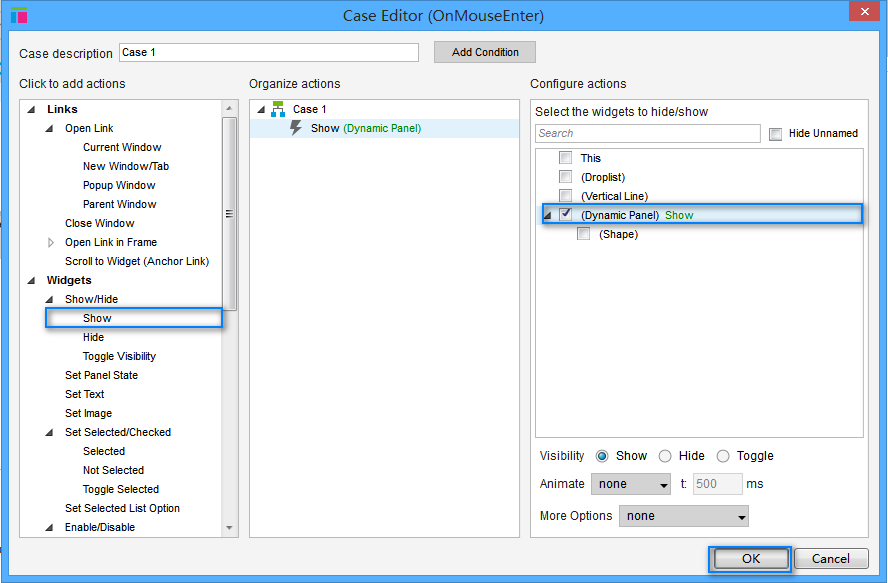 Case Editor (OnMouseEnter)
Case description Case 1 Add Condition
Click to add actions
Links
Open Link
Current Window
New Window/Tab
Popup Window
Parent Window
Close Window
Open Link in Frame
Scroll to Widget (Anchor Link)
Widgets
Show/Hide
Show
Hide
Toggle Visibility
Set Panel State
Set Text
Set Image
Set Selected/Checked
Selected
Not Selected
Toggle Selected
Set Selected List Option
Enable/Disable
Organize actions
Case 1
Show (Dynamic Panel)
Configure actions
Select the widgets to hide/show
Search Hide Unnamed
This
(Droplist)
(Vertical Line)
(Dynamic Panel) Show
(Shape)
Visibility Show Hide Toggle
Animate none t: 500 ms
More Options none
OK Cancel